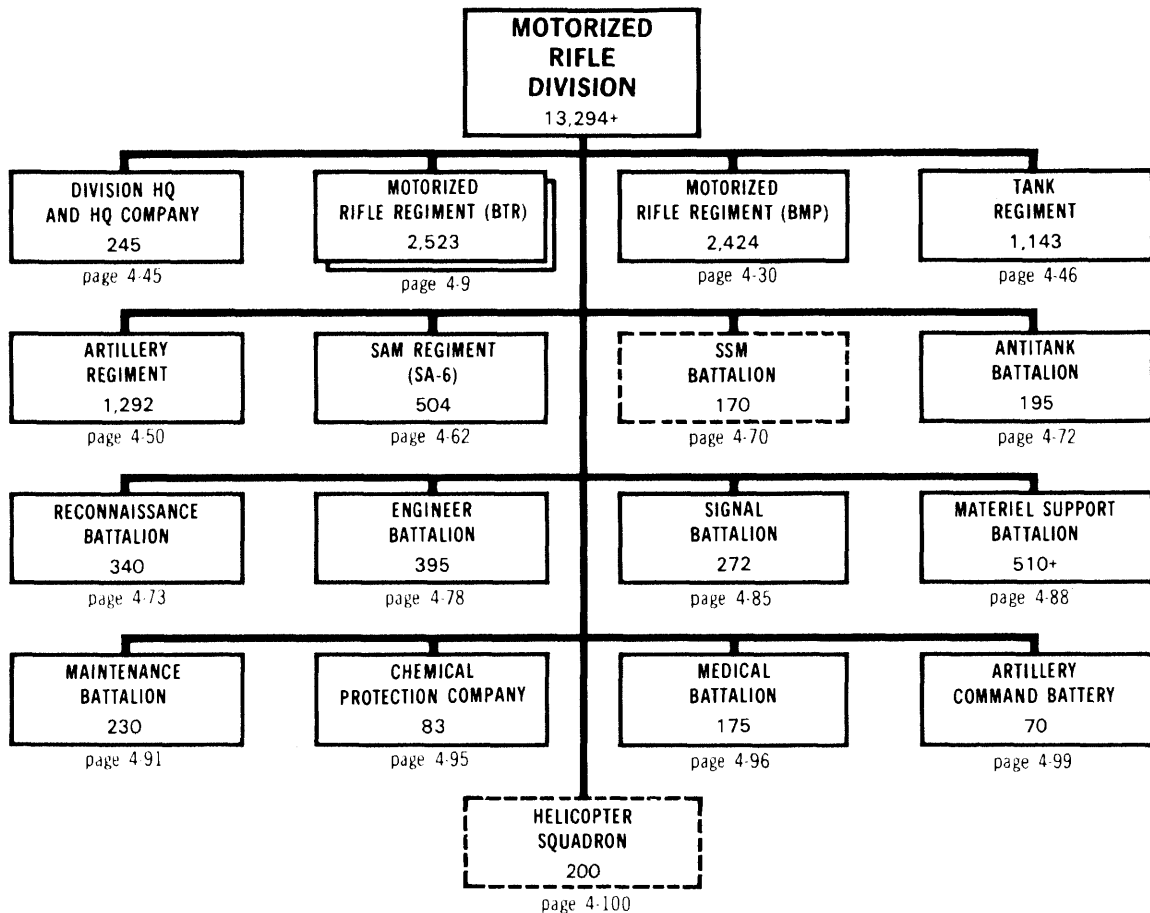 MOTORIZED
RIFLE
DIVISION
13,294+
DIVISION HQ
AND HQ COMPANY
245
page 4-45
MOTORIZED
RIFLE REGIMENT (BTR)
2,523
page 4-9
MOTORIZED
RIFLE REGIMENT (BMP)
2,424
page 4-30
TANK
REGIMENT
1,143
page 4-46
ARTILLERY
REGIMENT
1,292
page 4-50
SAM REGIMENT
(SA-6)
504
page 4-62
SSM
BATTALION
170
page 4-70
ANTITANK
BATTALION
195
page 4-72
RECONNAISSANCE
BATTALION
340
page 4-73
ENGINEER
BATTALION
395
page 4-78
SIGNAL
BATTALION
272
page 4-85
MATERIEL SUPPORT
BATTALION
510+
page 4-88
MAINTENANCE
BATTALION
230
page 4-91
CHEMICAL
PROTECTION COMPANY
83
page 4-95
MEDICAL
BATTALION
175
page 4-96
ARTILLERY
COMMAND BATTERY
70
page 4-99
HELICOPTER
SQUADRON
200
page 4-100